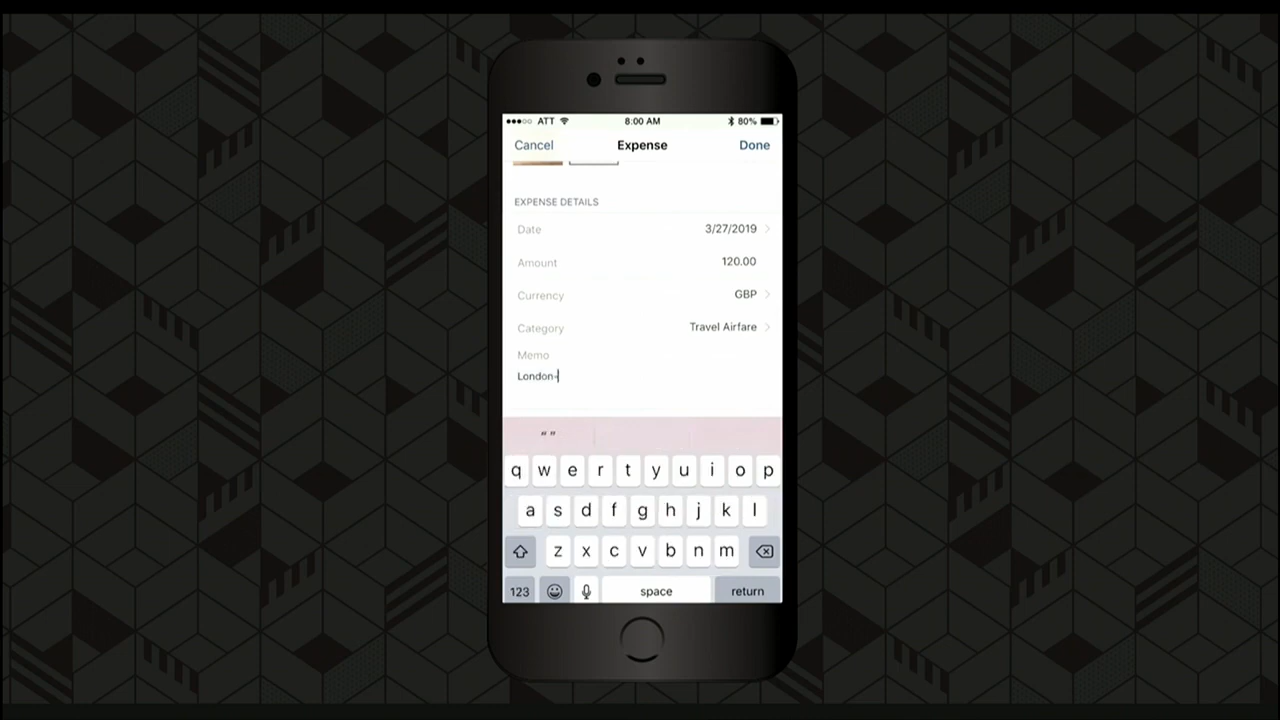 ATT 8:00 AM 80%
Cancel Expense Done
EXPENSE DETAILS
Date 3/27/2019
Amount 120.00
Currency GBP
Category Travel Airfare
Memo
London-
“ ”
q w e r t y u i o p
a s d f g h j k l
z x c v b n m
123 space return